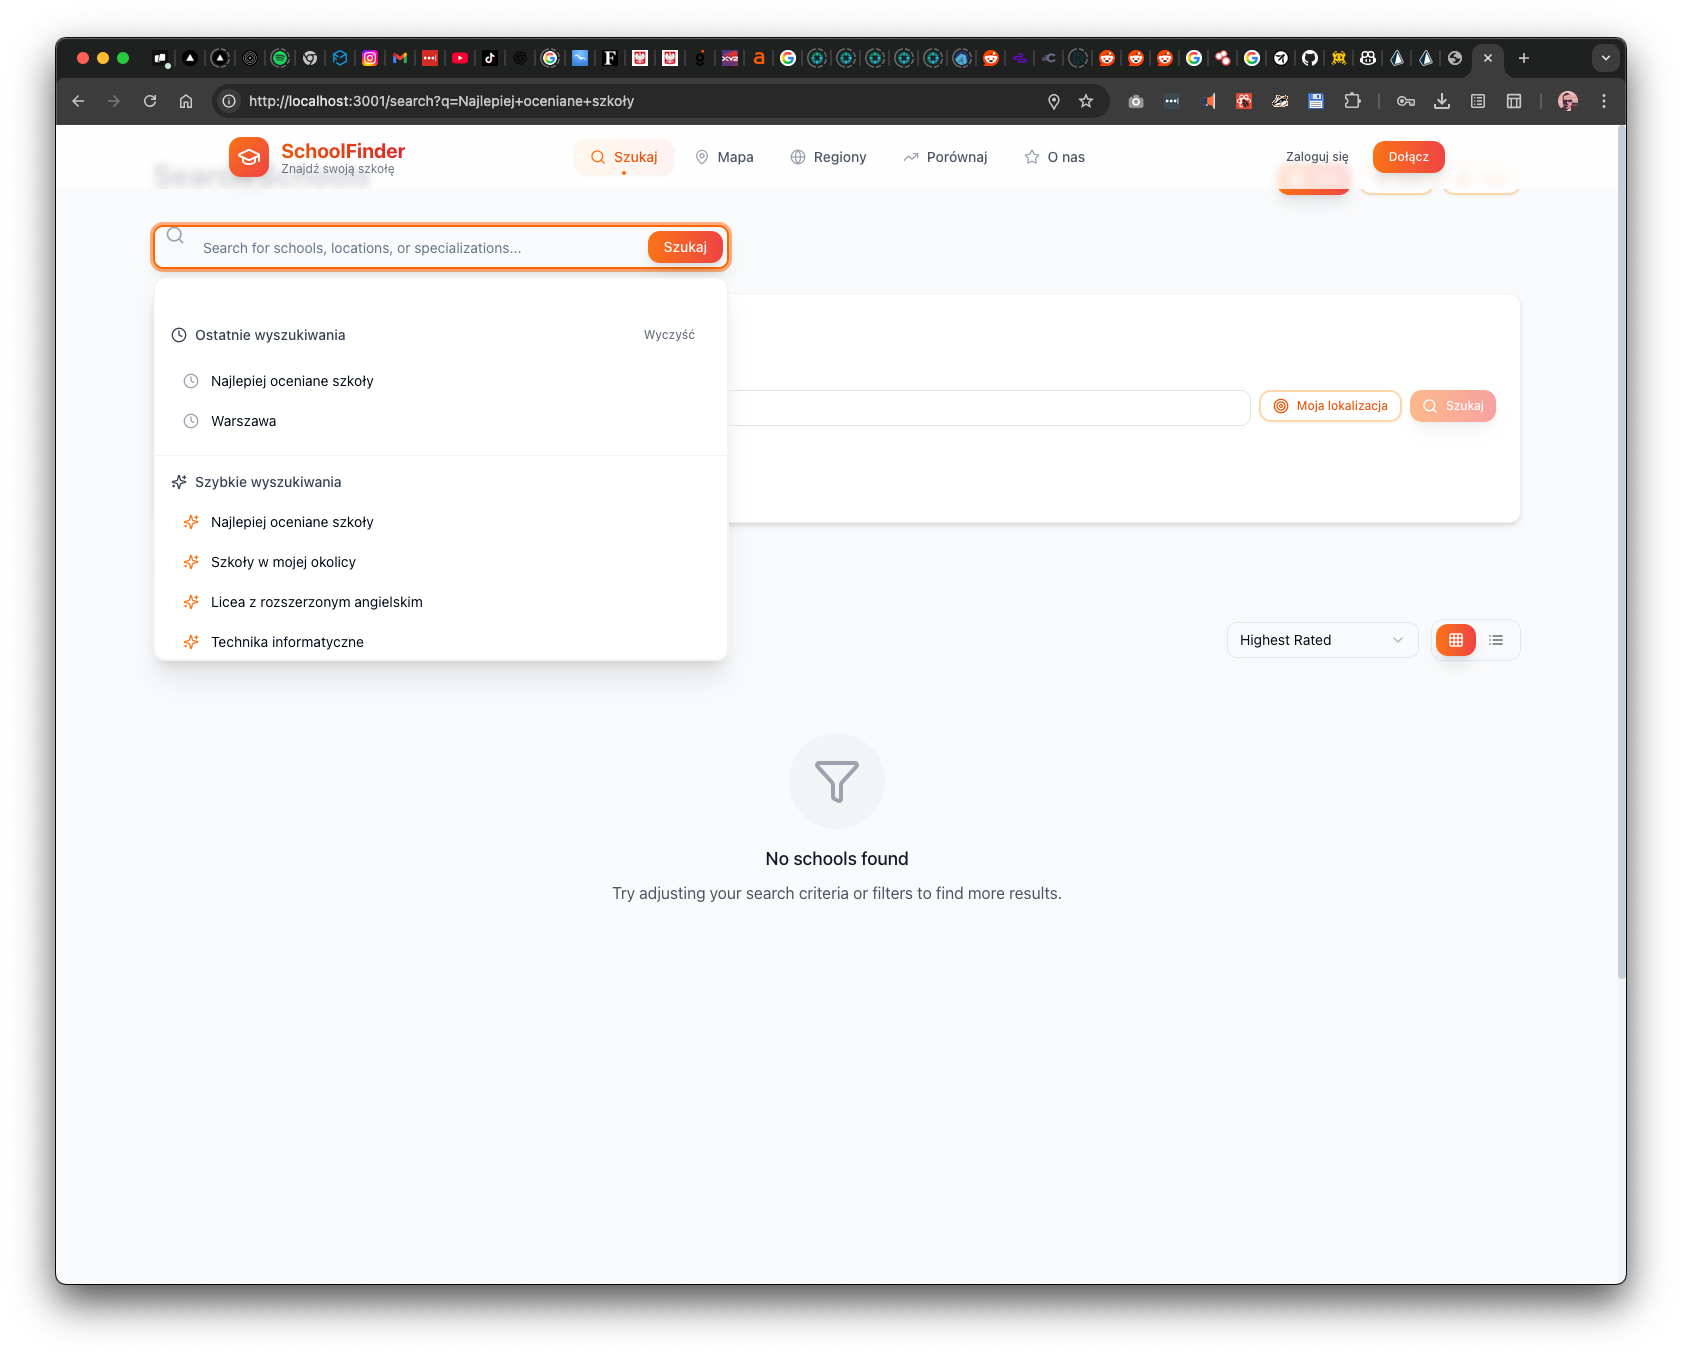 http://localhost:3001/search?q=Najlepiej+oceniane+szkoły
SchoolFinder
Znajdź swoją szkołę
Szukaj
Mapa
Regiony
Porównaj
O nas
Zaloguj się
Dołącz
Search for schools, locations, or specializations...
Szukaj
Ostatnie wyszukiwania
Wyczyść
Najlepiej oceniane szkoły
Warszawa
Moja lokalizacja
Szukaj
Szybkie wyszukiwania
Najlepiej oceniane szkoły
Szkoły w mojej okolicy
Licea z rozszerzonym angielskim
Technika informatyczne
Highest Rated
No schools found
Try adjusting your search criteria or filters to find more results.